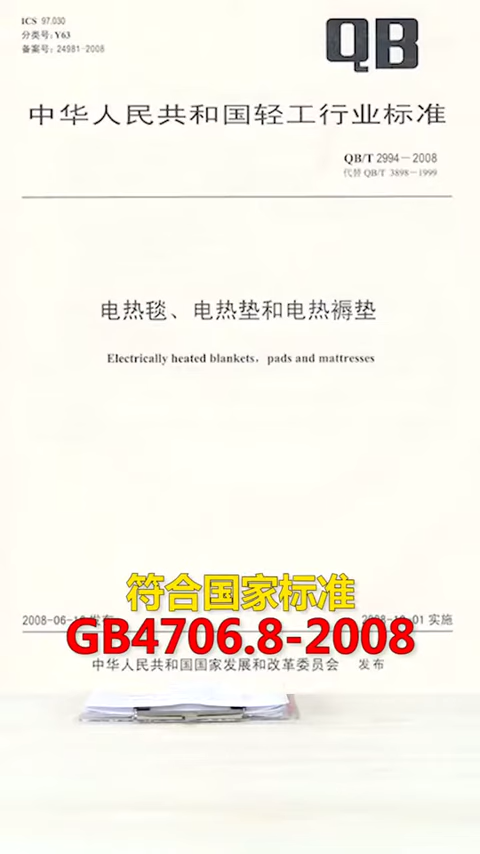 ICS 97.030
分类号：Y63
备案号：24981-2008
QB
中华人民共和国轻工行业标准
QB/T 2994－2008
代替 QB/T 3898－1999
电热毯、电热垫和电热褥垫
Electrically heated blankets, pads and mattresses
符合国家标准
2008-06-
发布
01 实施
GB4706.8-2008
中华人民共和国国家发展和改革委员会 发布